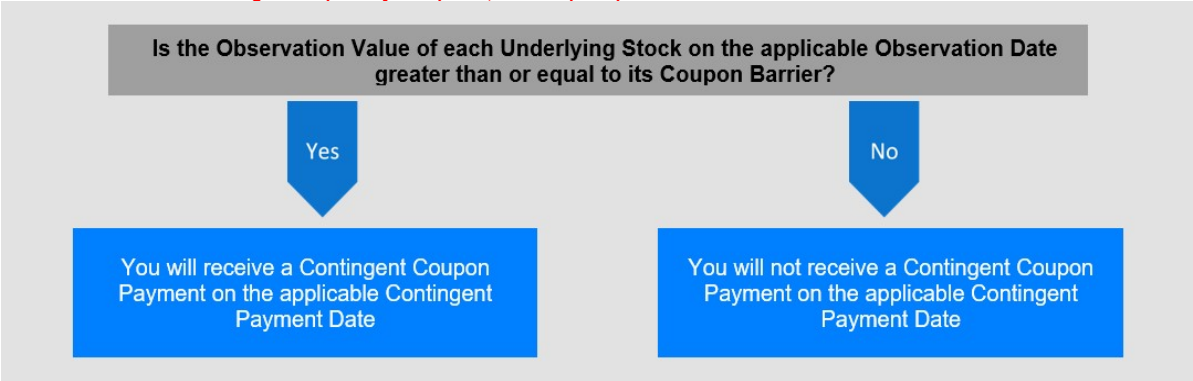 Is the Observation Value of each Underlying Stock on the applicable Observation Date
greater than or equal to its Coupon Barrier?
Yes
No
You will receive a Contingent Coupon
Payment on the applicable Contingent
Payment Date
You will not receive a Contingent Coupon
Payment on the applicable Contingent
Payment Date